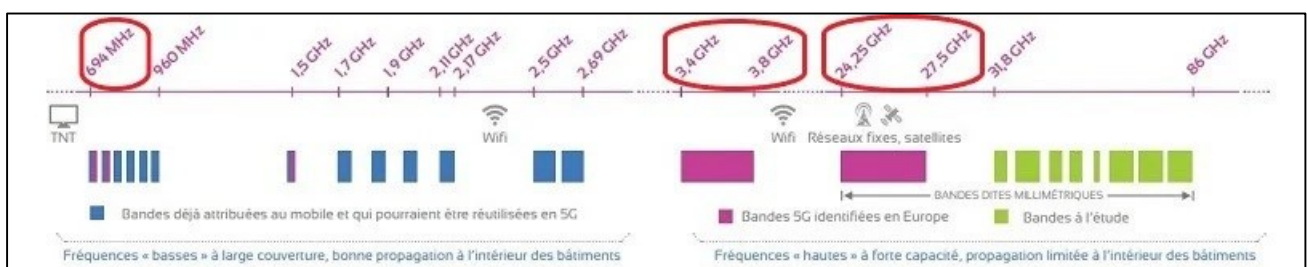 694 MHz 960 MHz 1,5 GHz 1,7 GHz 1,9 GHz 2,11 GHz 2,17 GHz 2,5 GHz 2,69 GHz 3,4 GHz 3,8 GHz 24,25 GHz 27,5 GHz 31,8 GHz 86 GHz
TNT Wifi Wifi Réseaux fixes, satellites
BANDES DITES MILLIMÉTRIQUES
Bandes déjà attribuées au mobile et qui pourraient être réutilisées en 5G Bandes 5G identifiées en Europe Bandes à l'étude
Fréquences « basses » à large couverture, bonne propagation à l'intérieur des bâtiments Fréquences « hautes » à forte capacité, propagation limitée à l'intérieur des bâtiments